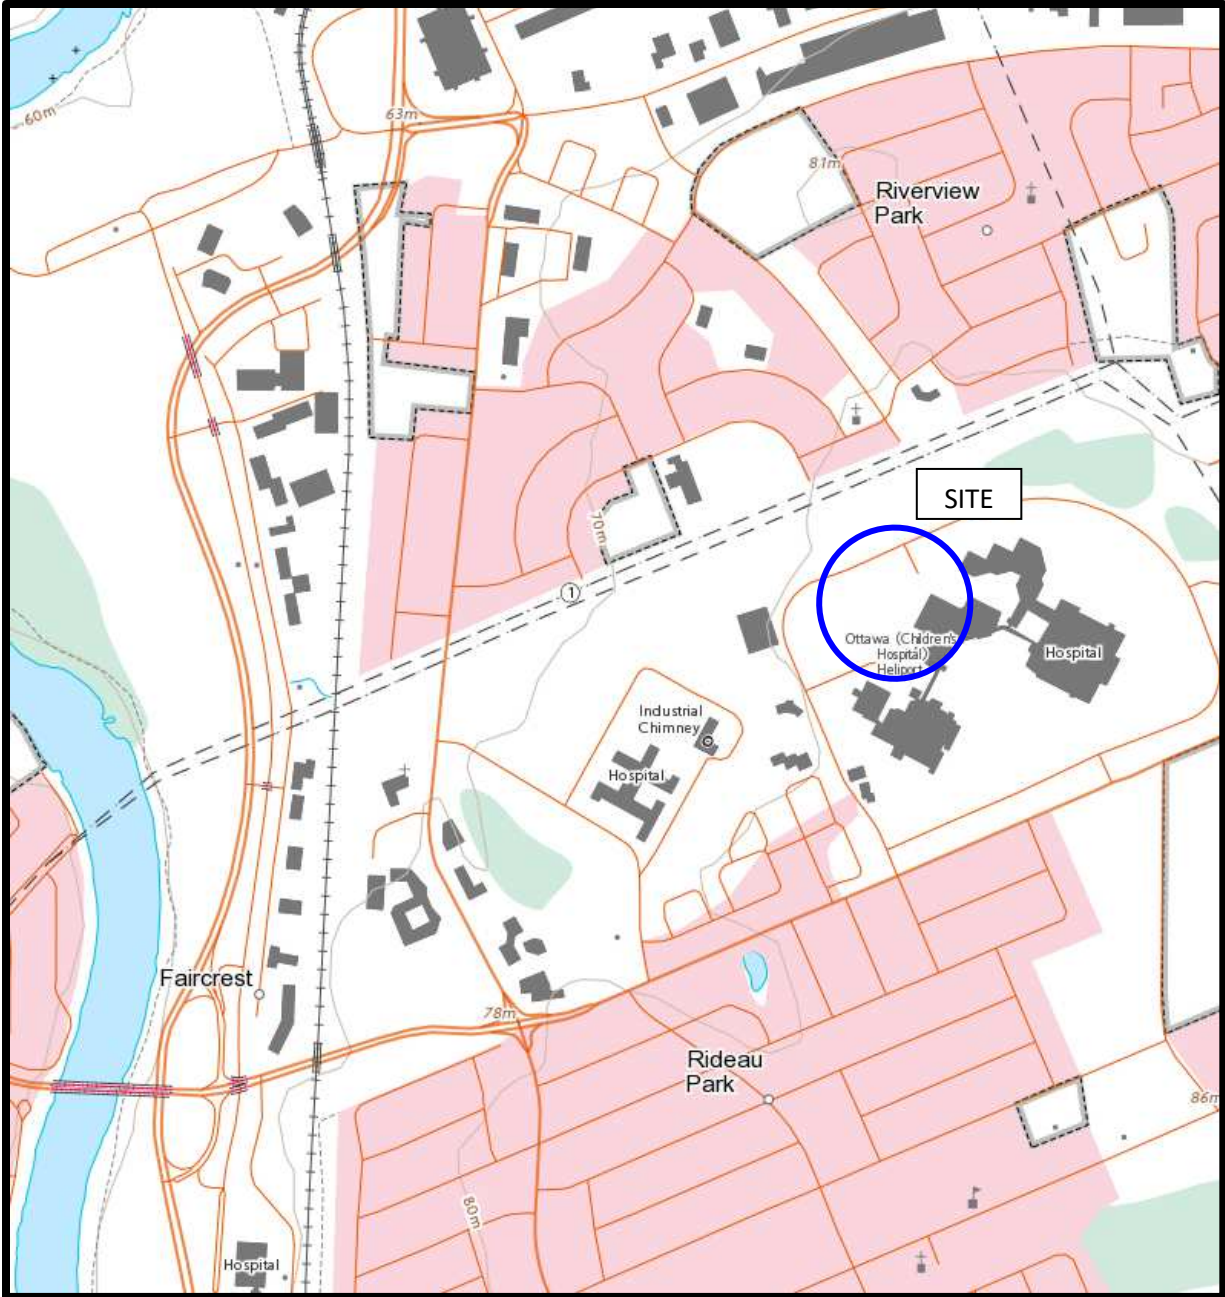 60m
63m
81m
Riverview
Park
SITE
70m
1
Ottawa (Children's
Hospital)
Heliport
Hospital
Industrial
Chimney
Hospital
Faircrest
78m
Rideau
Park
86m
80m
Hospital